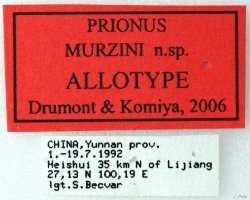 PRIONUS
MURZINI n.sp.
ALLOTYPE
Drumont & Komiya, 2006
CHINA,Yunnan prov.
1.-19.7.1992
Heishui 35 km N of Lijiang
27,13 N 100,19 E
lgt.S.Becvar